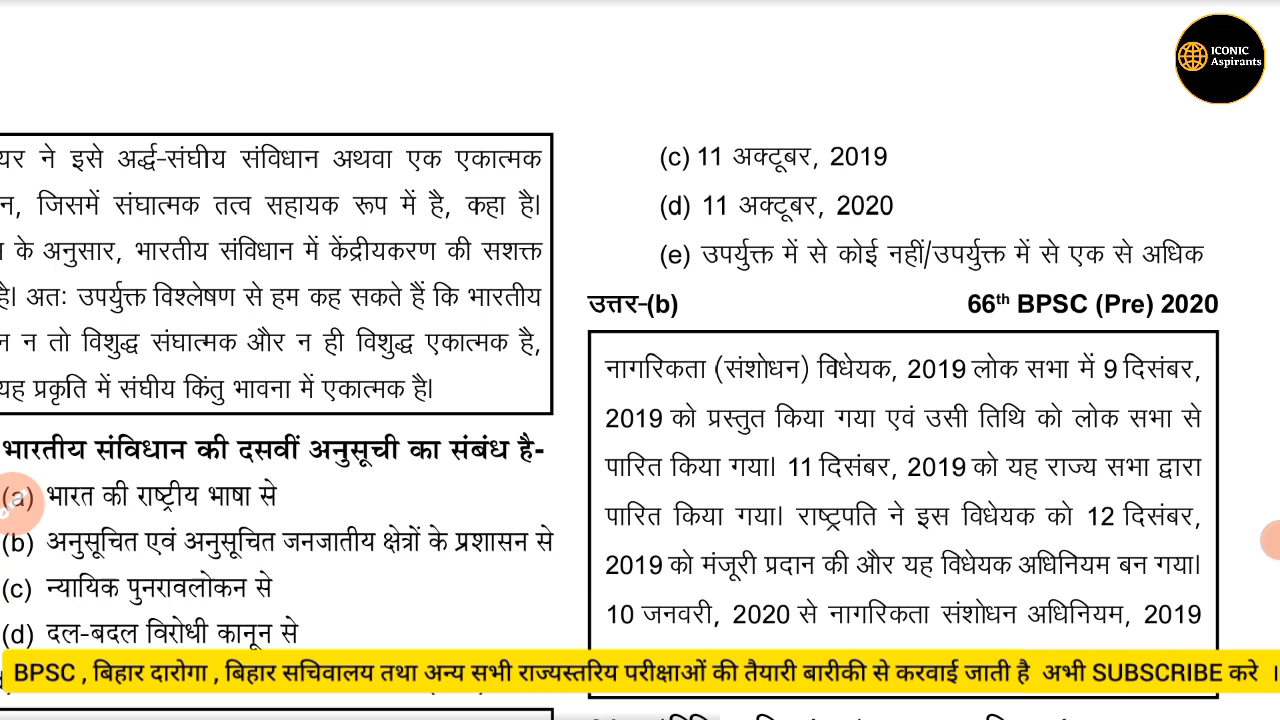 ICONIC
Aspirants
यर ने इसे अर्द्ध-संघीय संविधान अथवा एक एकात्मक
न, जिसमें संघात्मक तत्व सहायक रूप में है, कहा है।
के अनुसार, भारतीय संविधान में केंद्रीयकरण की सशक्त
है। अतः उपर्युक्त विश्लेषण से हम कह सकते हैं कि भारतीय
न न तो विशुद्ध संघात्मक और न ही विशुद्ध एकात्मक है,
यह प्रकृति में संघीय किंतु भावना में एकात्मक है।
भारतीय संविधान की दसवीं अनुसूची का संबंध है-
(a) भारत की राष्ट्रीय भाषा से
(b) अनुसूचित एवं अनुसूचित जनजातीय क्षेत्रों के प्रशासन से
(c) न्यायिक पुनरावलोकन से
(d) दल-बदल विरोधी कानून से
(c) 11 अक्टूबर, 2019
(d) 11 अक्टूबर, 2020
(e) उपर्युक्त में से कोई नहीं/उपर्युक्त में से एक से अधिक
उत्तर-(b) 66th BPSC (Pre) 2020
नागरिकता (संशोधन) विधेयक, 2019 लोक सभा में 9 दिसंबर,
2019 को प्रस्तुत किया गया एवं उसी तिथि को लोक सभा से
पारित किया गया। 11 दिसंबर, 2019 को यह राज्य सभा द्वारा
पारित किया गया। राष्ट्रपति ने इस विधेयक को 12 दिसंबर,
2019 को मंजूरी प्रदान की और यह विधेयक अधिनियम बन गया।
10 जनवरी, 2020 से नागरिकता संशोधन अधिनियम, 2019
BPSC , बिहार दारोगा , बिहार सचिवालय तथा अन्य सभी राज्यस्तरिय परीक्षाओं की तैयारी बारीकी से करवाई जाती है अभी SUBSCRIBE करे ।